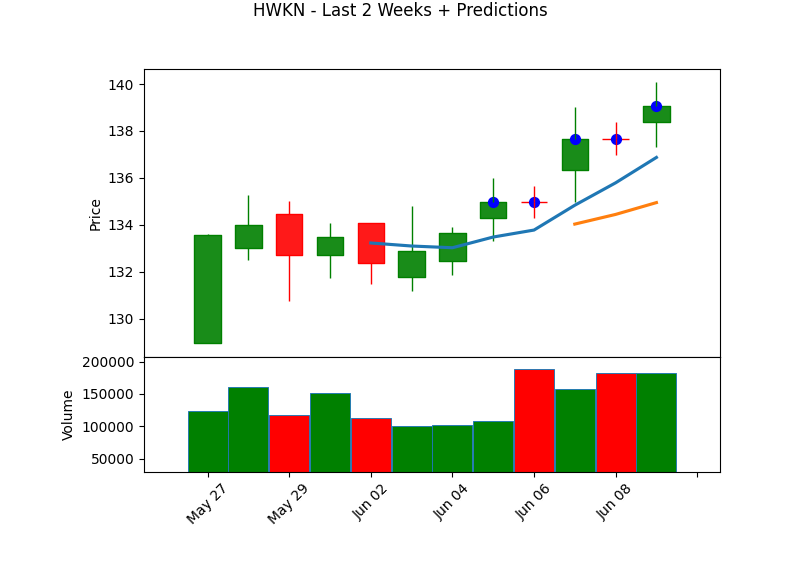 HWKN - Last 2 Weeks + Predictions
140
138
136
134
132
130
Price
200000
150000
100000
50000
Volume
May 27
May 29
Jun 02
Jun 04
Jun 06
Jun 08